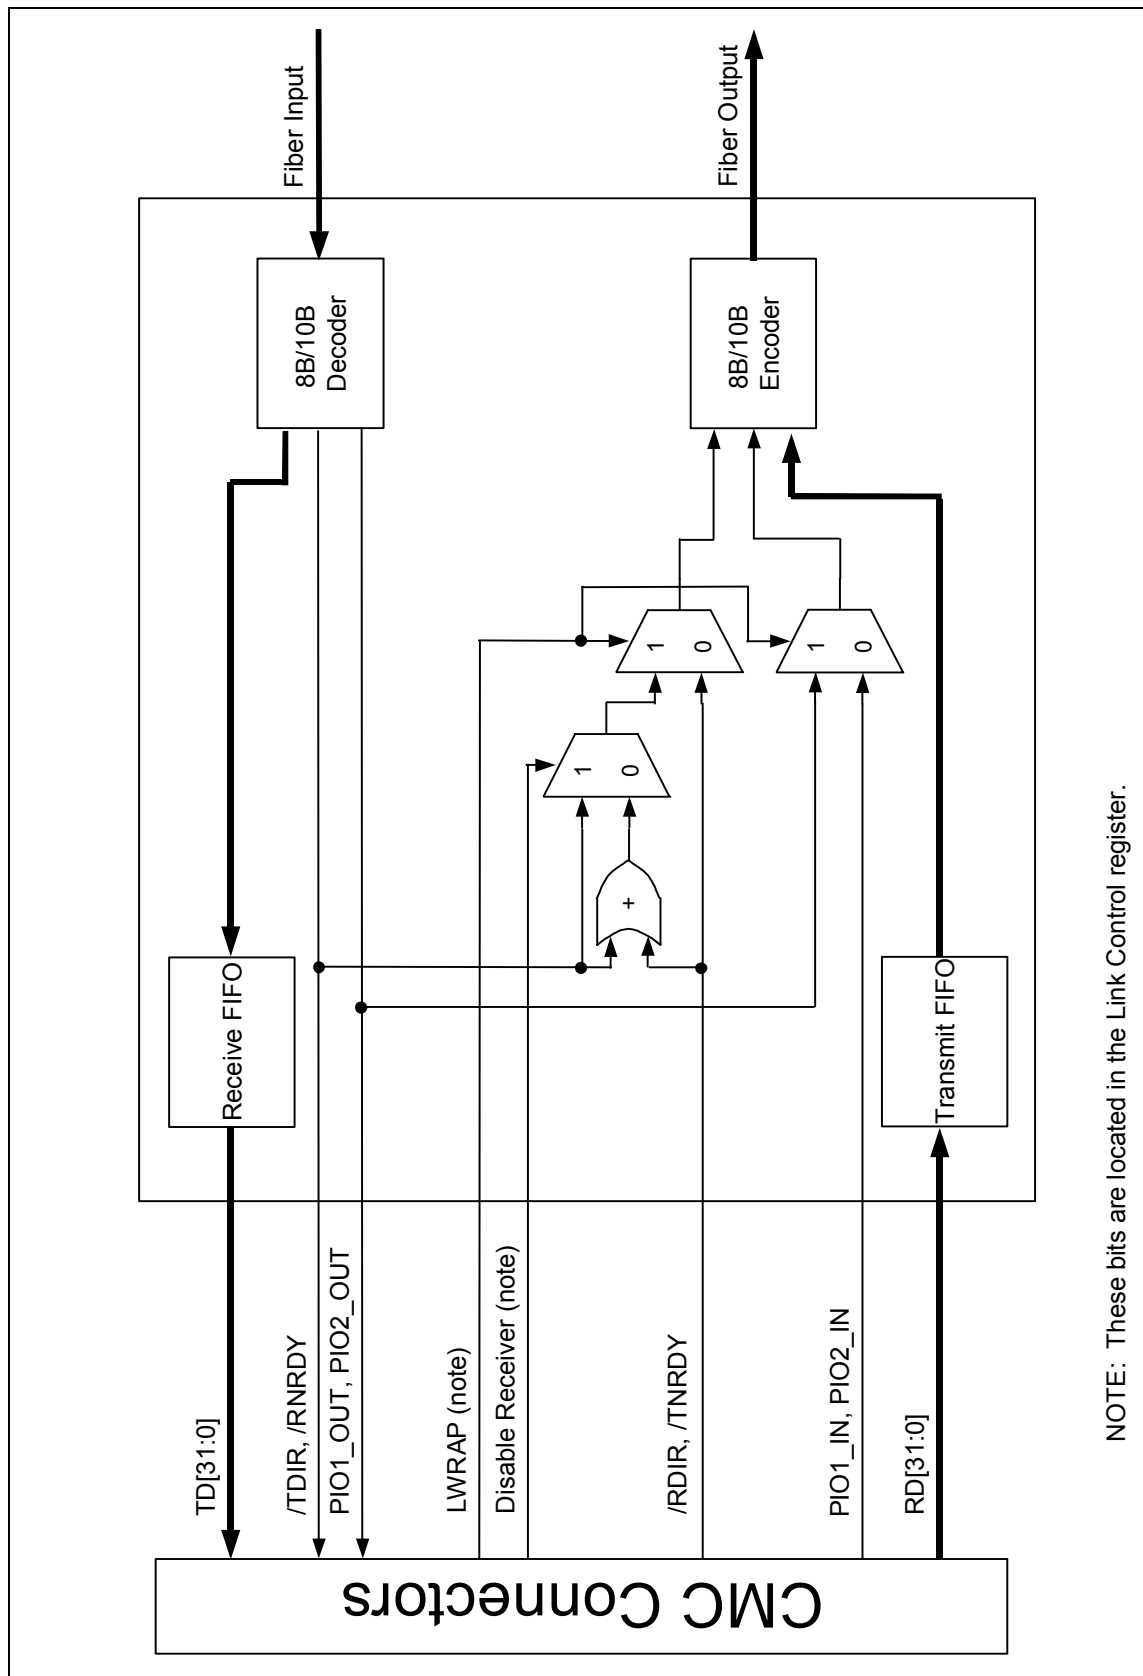 CMC Connectors
TD[31:0]
/TDIR, /RNRDY
PIO1_OUT, PIO2_OUT
LWRAP (note)
Disable Receiver (note)
/RDIR, /TNRDY
PIO1_IN, PIO2_IN
RD[31:0]
Receive FIFO
Transmit FIFO
+
1
0
1
0
1
0
8B/10B
Decoder
8B/10B
Encoder
Fiber Input
Fiber Output
NOTE: These bits are located in the Link Control register.